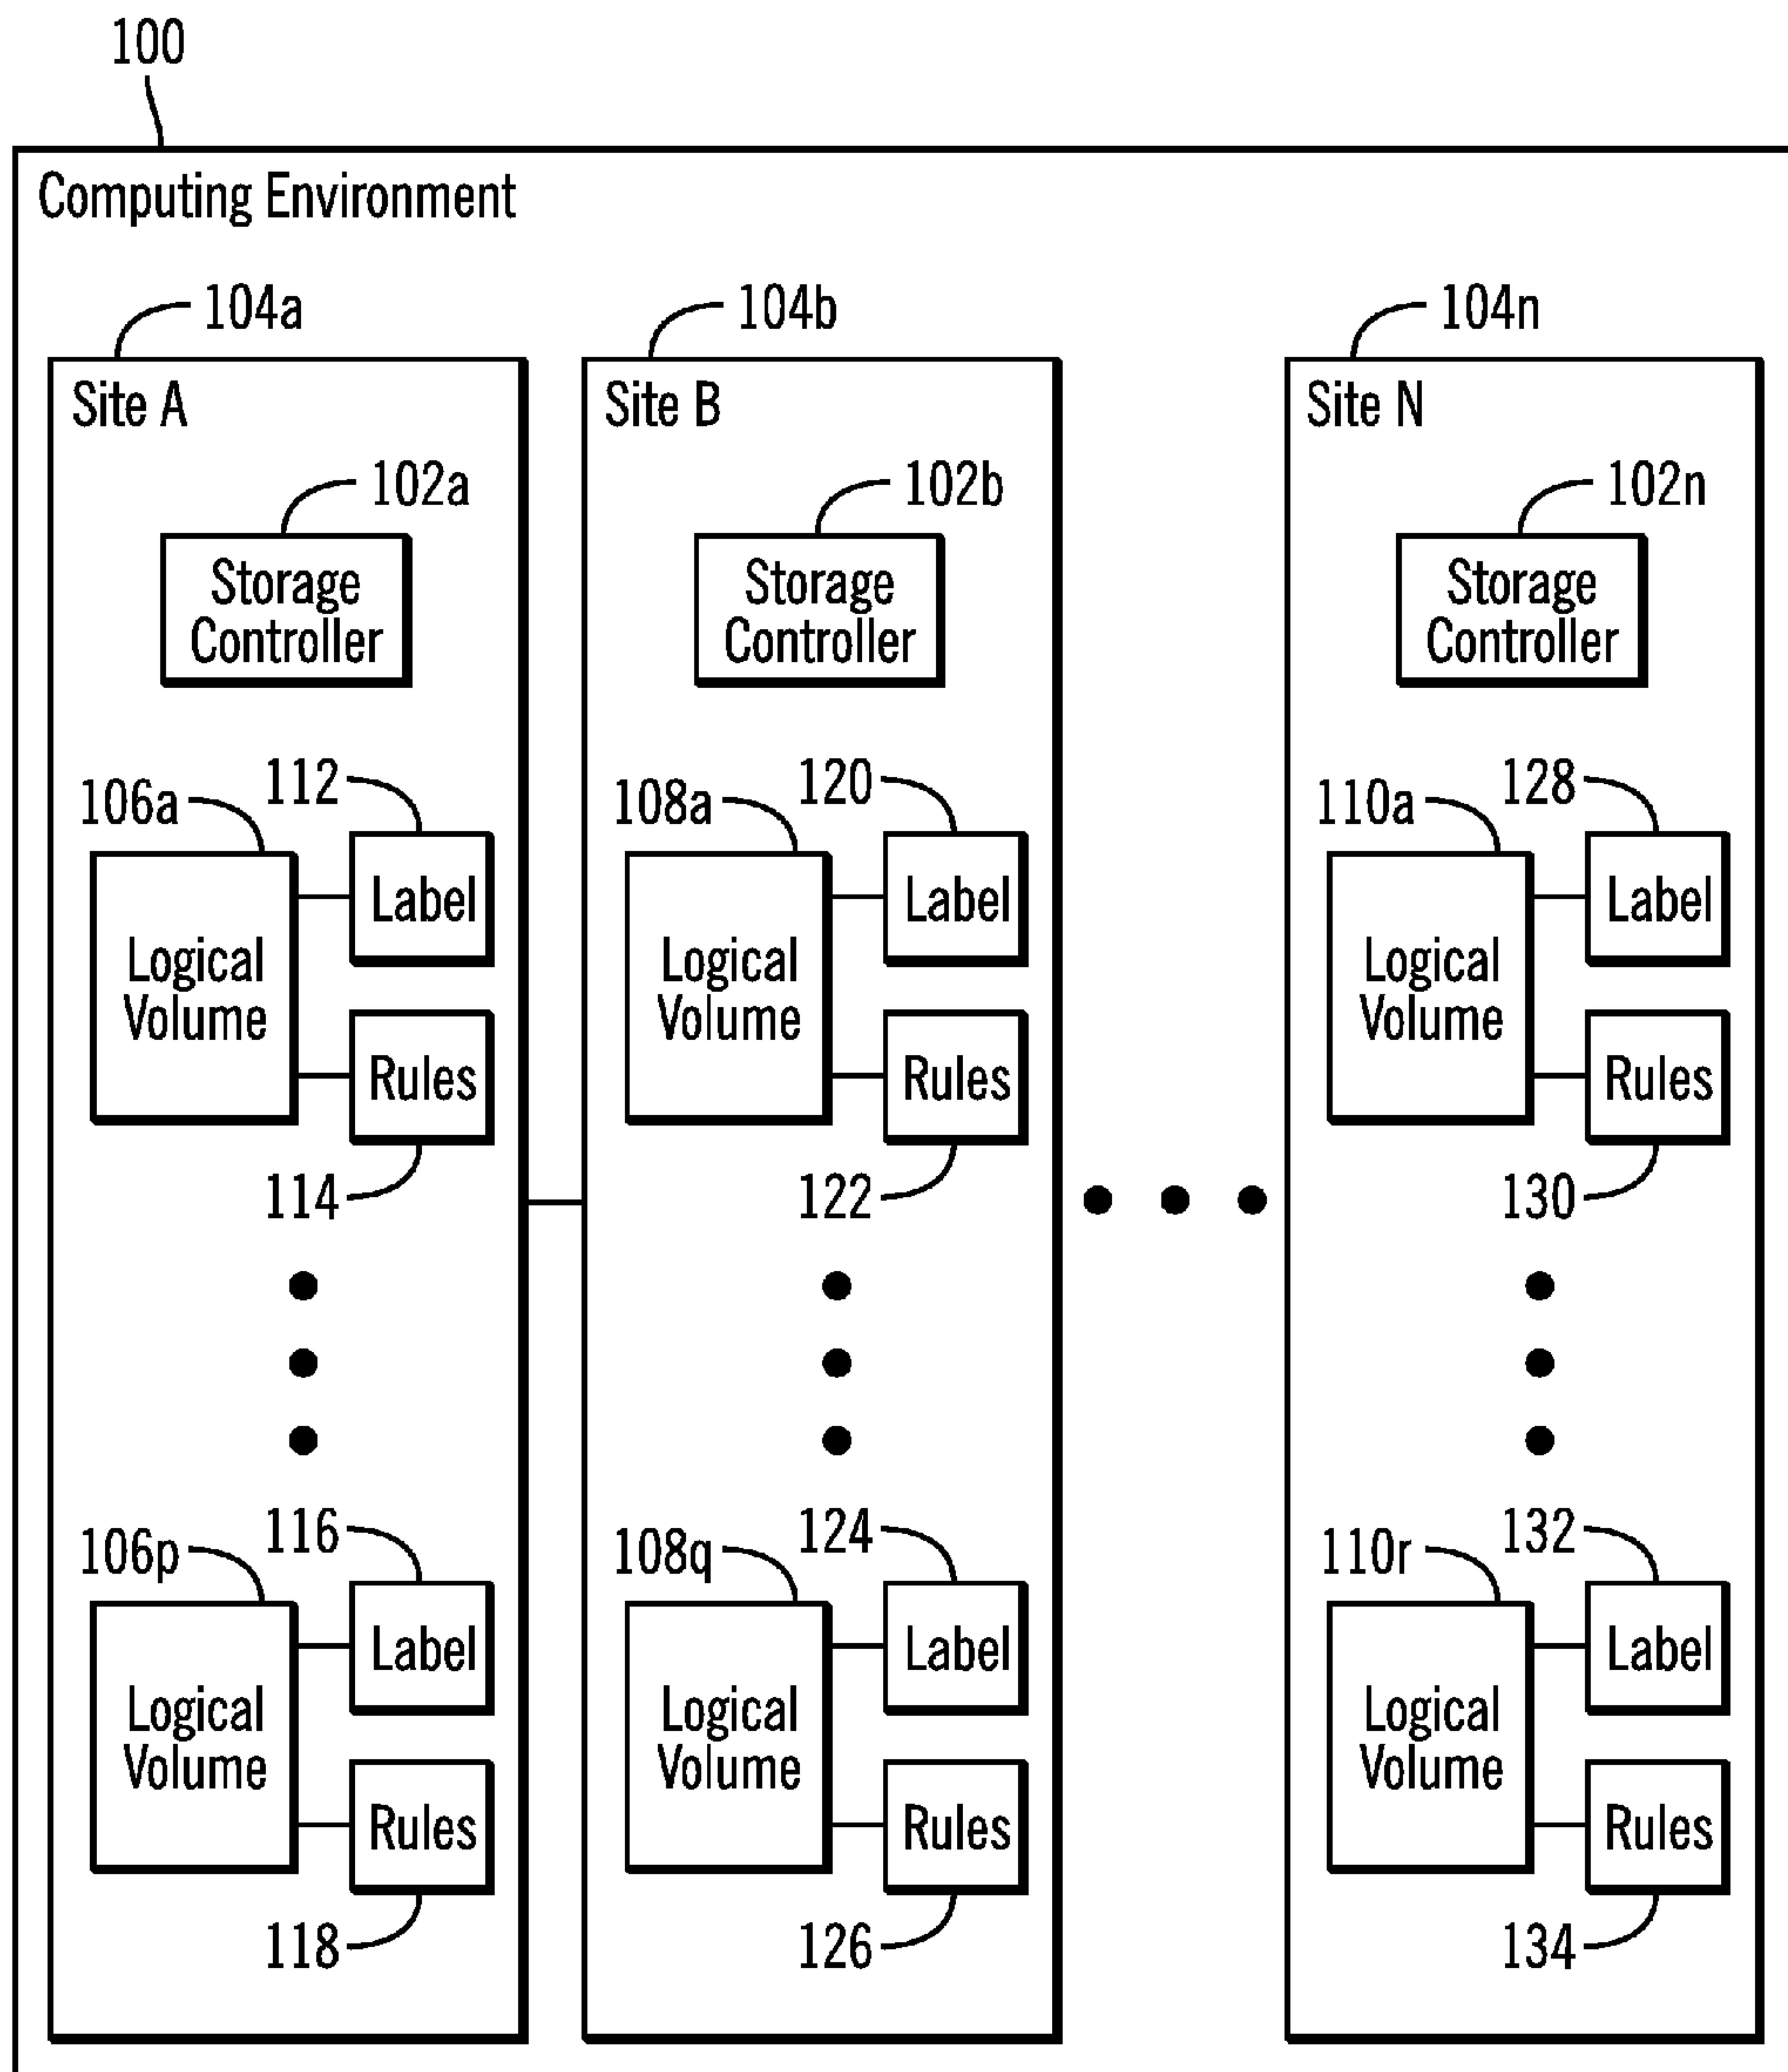 100
Computing Environment
104a
104b
104n
Site A
Site B
Site N
102a
102b
102n
Storage
Controller
Storage
Controller
Storage
Controller
106a
112
108a
120
110a
128
Logical
Volume
Label
Rules
Logical
Volume
Label
Rules
Logical
Volume
Label
Rules
114
122
130
106p
116
108q
124
110r
132
Logical
Volume
Label
Rules
Logical
Volume
Label
Rules
Logical
Volume
Label
Rules
118
126
134